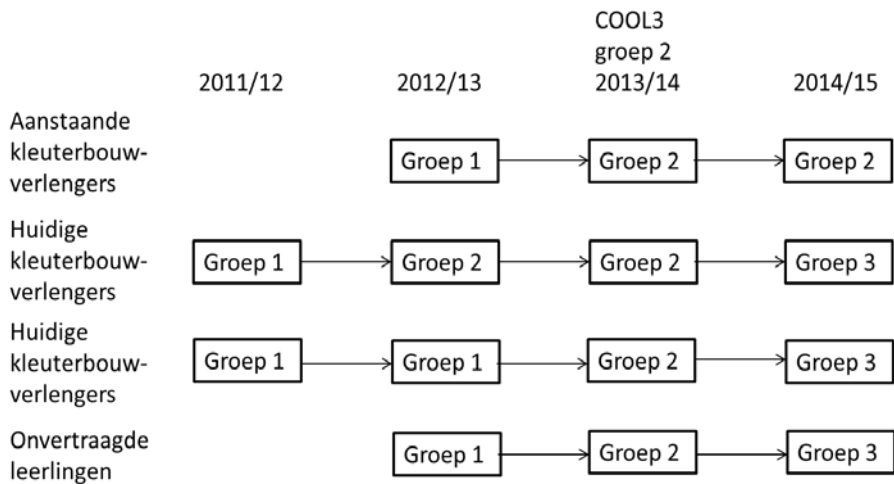 COOL3
groep 2
2011/12 2012/13 2013/14 2014/15
Aanstaande
kleuterbouw-
verlengers
Groep 1 Groep 2 Groep 2
Huidige
kleuterbouw-
verlengers
Groep 1 Groep 2 Groep 2 Groep 3
Huidige
kleuterbouw-
verlengers
Groep 1 Groep 1 Groep 2 Groep 3
Onvertraagde
leerlingen
Groep 1 Groep 2 Groep 3